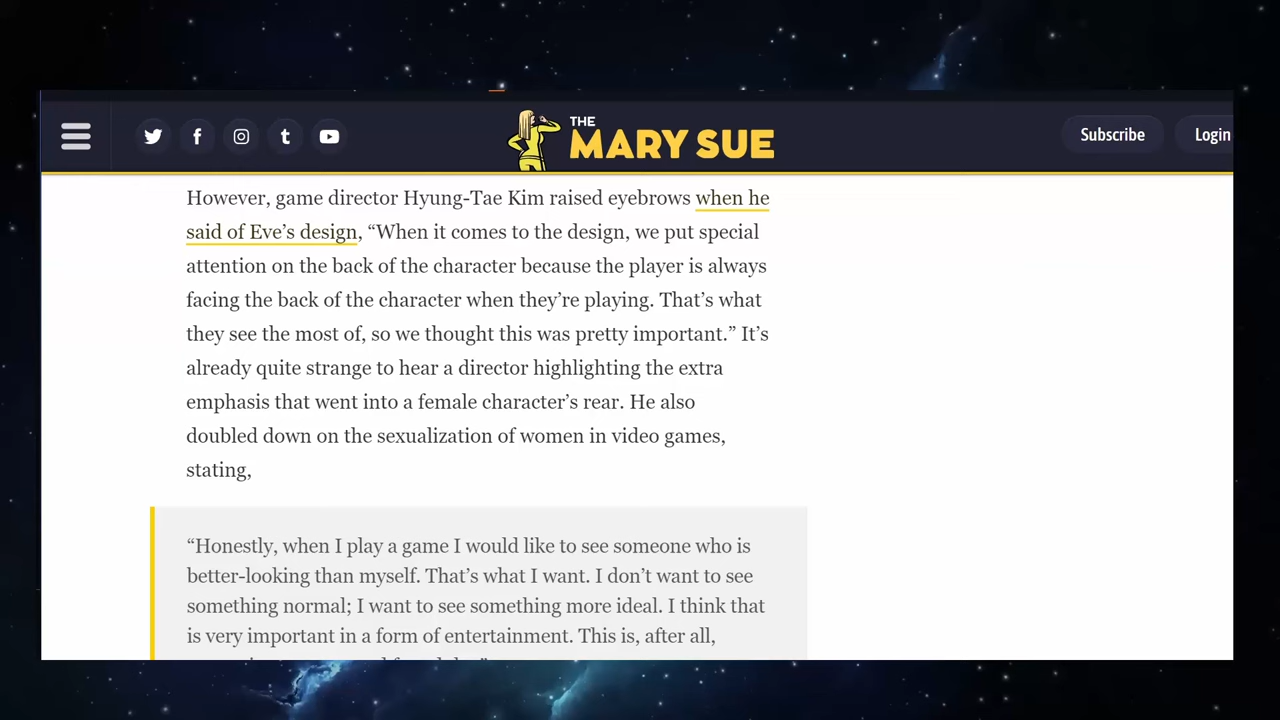 THE
MARY SUE
Subscribe
Login
However, game director Hyung-Tae Kim raised eyebrows when he
said of Eve’s design, “When it comes to the design, we put special
attention on the back of the character because the player is always
facing the back of the character when they’re playing. That’s what
they see the most of, so we thought this was pretty important.” It’s
already quite strange to hear a director highlighting the extra
emphasis that went into a female character’s rear. He also
doubled down on the sexualization of women in video games,
stating,
“Honestly, when I play a game I would like to see someone who is
better-looking than myself. That’s what I want. I don’t want to see
something normal; I want to see something more ideal. I think that
is very important in a form of entertainment. This is, after all,